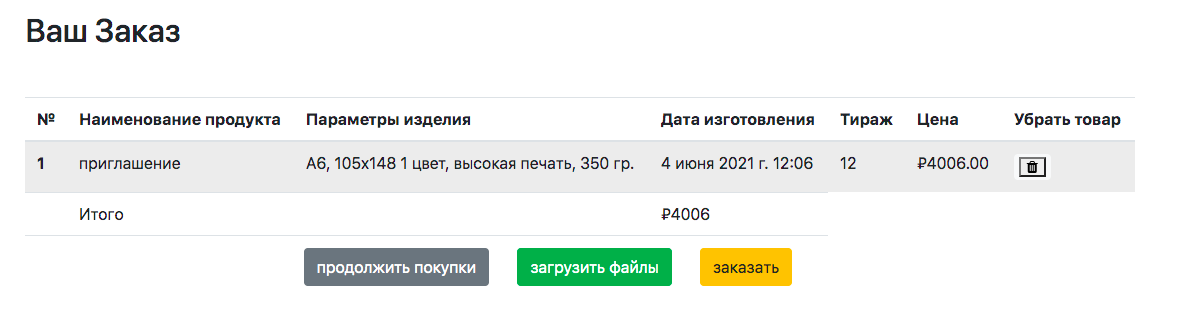 Ваш Заказ
№ Наименование продукта Параметры изделия Дата изготовления Тираж Цена Убрать товар
1 приглашение А6, 105х148 1 цвет, высокая печать, 350 гр. 4 июня 2021 г. 12:06 12 ₽4006.00
Итого ₽4006
продолжить покупки загрузить файлы заказать